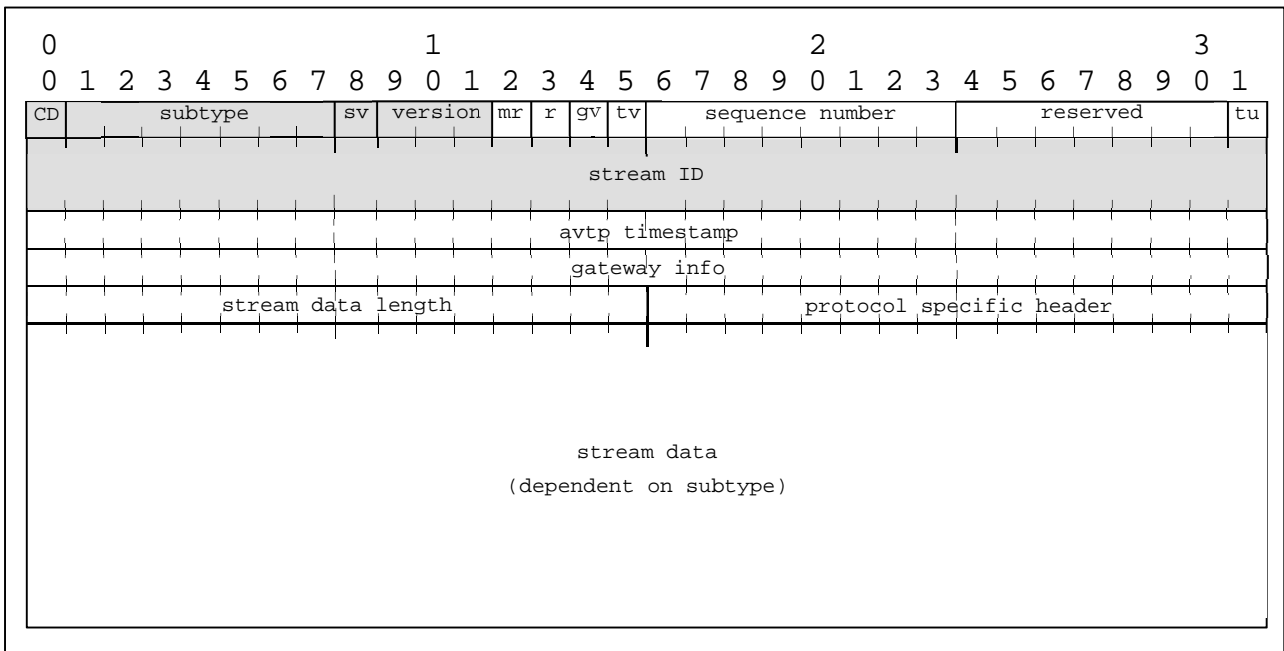 0 1 2 3
0 1 2 3 4 5 6 7 8 9 0 1 2 3 4 5 6 7 8 9 0 1 2 3 4 5 6 7 8 9 0 1
CD subtype sv version mr r gv tv sequence number reserved tu
stream ID
avtp timestamp
gateway info
stream data length protocol specific header
stream data
(dependent on subtype)